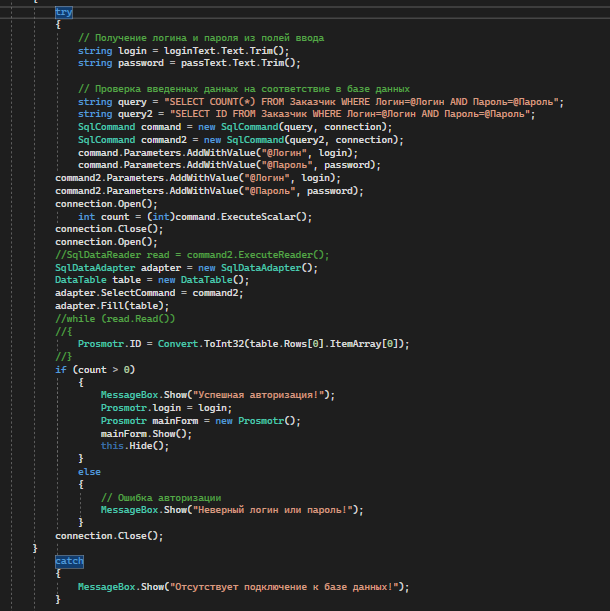 {
try
{
// Получение логина и пароля из полей ввода
string login = loginText.Text.Trim();
string password = passText.Text.Trim();
// Проверка введенных данных на соответствие в базе данных
string query = "SELECT COUNT(*) FROM Заказчик WHERE Логин=@Логин AND Пароль=@Пароль";
string query2 = "SELECT ID FROM Заказчик WHERE Логин=@Логин AND Пароль=@Пароль";
SqlCommand command = new SqlCommand(query, connection);
SqlCommand command2 = new SqlCommand(query2, connection);
command.Parameters.AddWithValue("@Логин", login);
command.Parameters.AddWithValue("@Пароль", password);
command2.Parameters.AddWithValue("@Логин", login);
command2.Parameters.AddWithValue("@Пароль", password);
connection.Open();
int count = (int)command.ExecuteScalar();
connection.Close();
connection.Open();
//SqlDataReader read = command2.ExecuteReader();
SqlDataAdapter adapter = new SqlDataAdapter();
DataTable table = new DataTable();
adapter.SelectCommand = command2;
adapter.Fill(table);
//while (read.Read())
//{
Prosmotr.ID = Convert.ToInt32(table.Rows[0].ItemArray[0]);
//}
if (count > 0)
{
MessageBox.Show("Успешная авторизация!");
Prosmotr.login = login;
Prosmotr mainForm = new Prosmotr();
mainForm.Show();
this.Hide();
}
else
{
// Ошибка авторизации
MessageBox.Show("Неверный логин или пароль!");
}
connection.Close();
}
catch
{
MessageBox.Show("Отсутствует подключение к базе данных!");
}